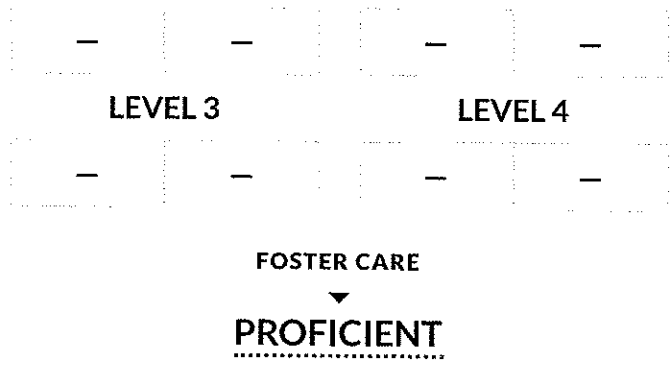 – – – –
LEVEL 3 LEVEL 4
– – – –
FOSTER CARE
PROFICIENT